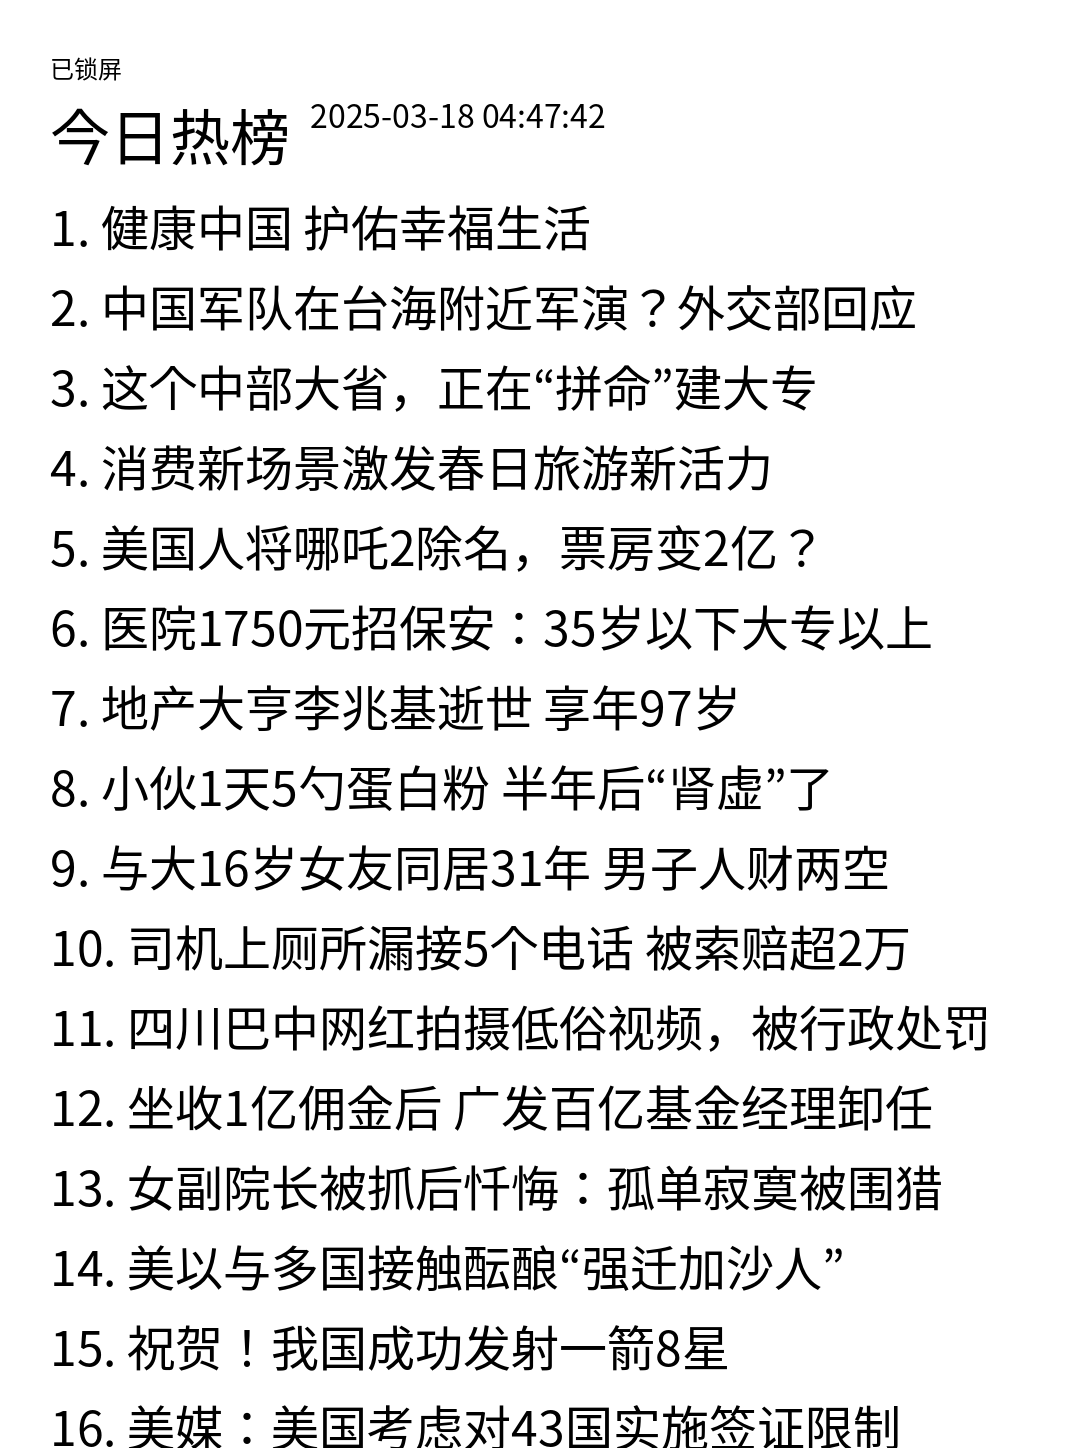 已锁屏
今日热榜 2025-03-18 04:47:42
1. 健康中国 护佑幸福生活
2. 中国军队在台海附近军演？外交部回应
3. 这个中部大省，正在“拼命”建大专
4. 消费新场景激发春日旅游新活力
5. 美国人将哪吒2除名，票房变2亿？
6. 医院1750元招保安：35岁以下大专以上
7. 地产大亨李兆基逝世 享年97岁
8. 小伙1天5勺蛋白粉 半年后“肾虚”了
9. 与大16岁女友同居31年 男子人财两空
10. 司机上厕所漏接5个电话 被索赔超2万
11. 四川巴中网红拍摄低俗视频，被行政处罚
12. 坐收1亿佣金后 广发百亿基金经理卸任
13. 女副院长被抓后忏悔：孤单寂寞被围猎
14. 美以与多国接触酝酿“强迁加沙人”
15. 祝贺！我国成功发射一箭8星
16. 美媒：美国考虑对43国实施签证限制